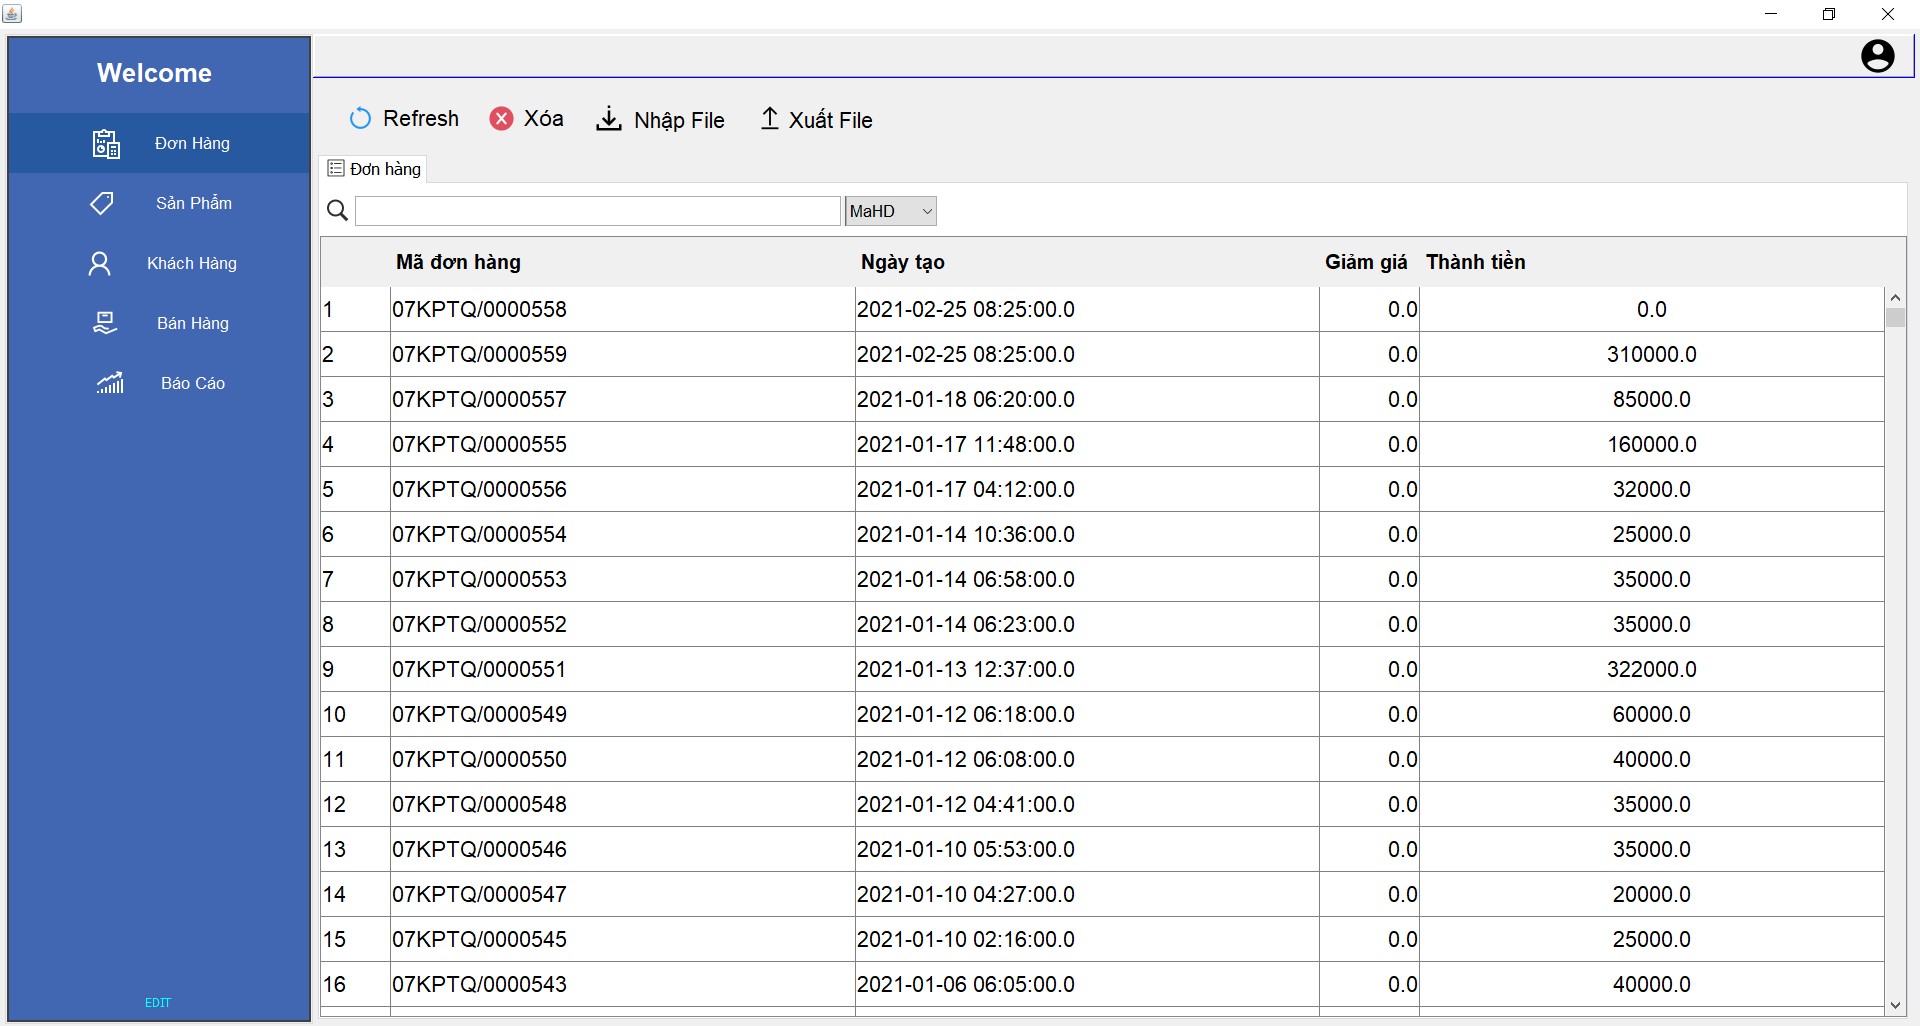 Welcome
Đơn Hàng
Sản Phẩm
Khách Hàng
Bán Hàng
Báo Cáo
EDIT
Refresh Xóa Nhập File Xuất File
Đơn hàng
MaHD
Mã đơn hàng Ngày tạo Giảm giá Thành tiền
1 07KPTQ/0000558 2021-02-25 08:25:00.0 0.0 0.0
2 07KPTQ/0000559 2021-02-25 08:25:00.0 0.0 310000.0
3 07KPTQ/0000557 2021-01-18 06:20:00.0 0.0 85000.0
4 07KPTQ/0000555 2021-01-17 11:48:00.0 0.0 160000.0
5 07KPTQ/0000556 2021-01-17 04:12:00.0 0.0 32000.0
6 07KPTQ/0000554 2021-01-14 10:36:00.0 0.0 25000.0
7 07KPTQ/0000553 2021-01-14 06:58:00.0 0.0 35000.0
8 07KPTQ/0000552 2021-01-14 06:23:00.0 0.0 35000.0
9 07KPTQ/0000551 2021-01-13 12:37:00.0 0.0 322000.0
10 07KPTQ/0000549 2021-01-12 06:18:00.0 0.0 60000.0
11 07KPTQ/0000550 2021-01-12 06:08:00.0 0.0 40000.0
12 07KPTQ/0000548 2021-01-12 04:41:00.0 0.0 35000.0
13 07KPTQ/0000546 2021-01-10 05:53:00.0 0.0 35000.0
14 07KPTQ/0000547 2021-01-10 04:27:00.0 0.0 20000.0
15 07KPTQ/0000545 2021-01-10 02:16:00.0 0.0 25000.0
16 07KPTQ/0000543 2021-01-06 06:05:00.0 0.0 40000.0